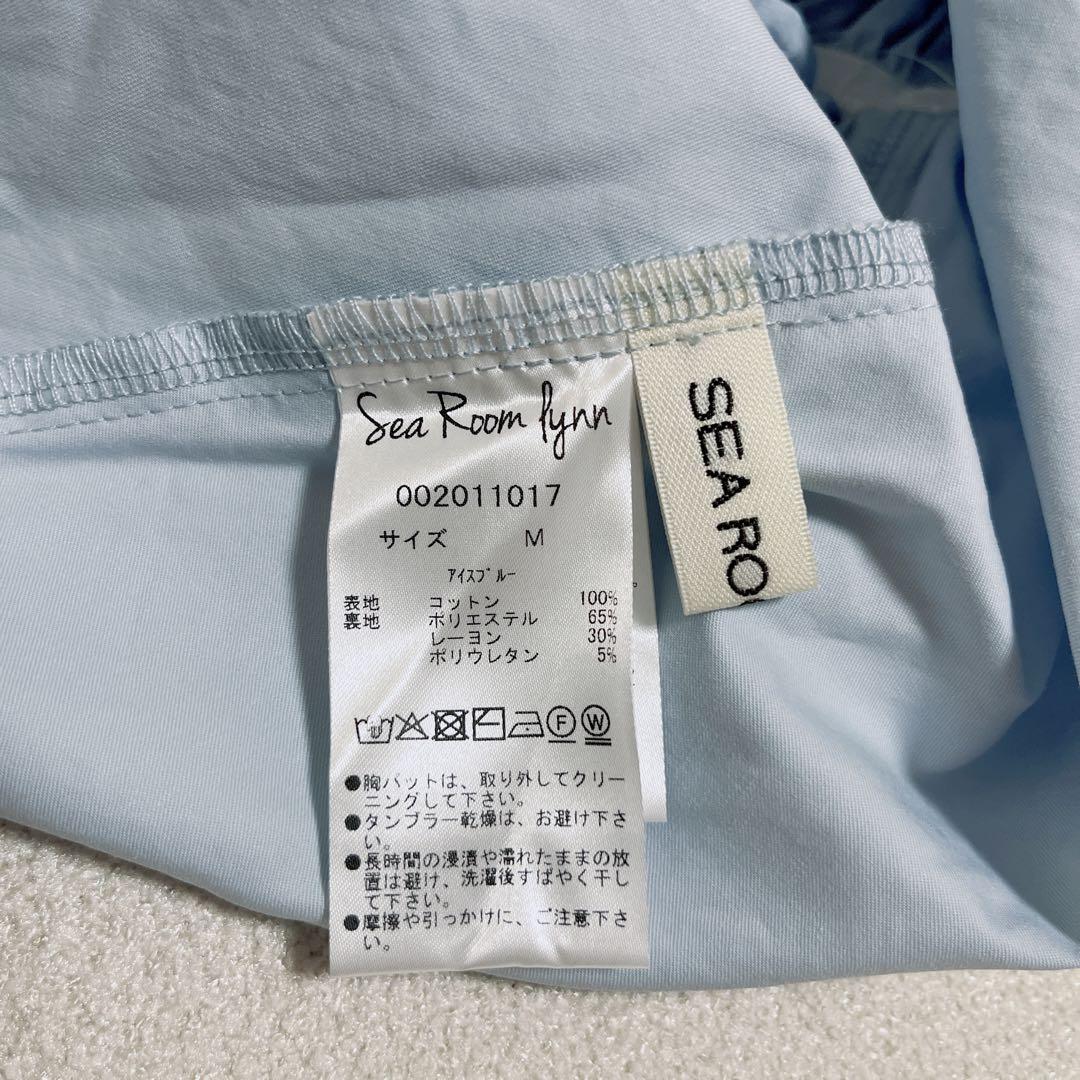 Sea Room lynn
002011017
サイズ M
アイスブルー
表地 コットン 100%
裏地 ポリエステル 65%
レーヨン 30%
ポリウレタン 5%
F W
●胸パットは、取り外してクリー
ニングして下さい。
●タンブラー乾燥は、お避け下さ
い。
●長時間の浸漬や濡れたままの放
置は避け、洗濯後すばやく干し
て下さい。
●摩擦や引っかけに、ご注意下さ
い。
SEA ROO